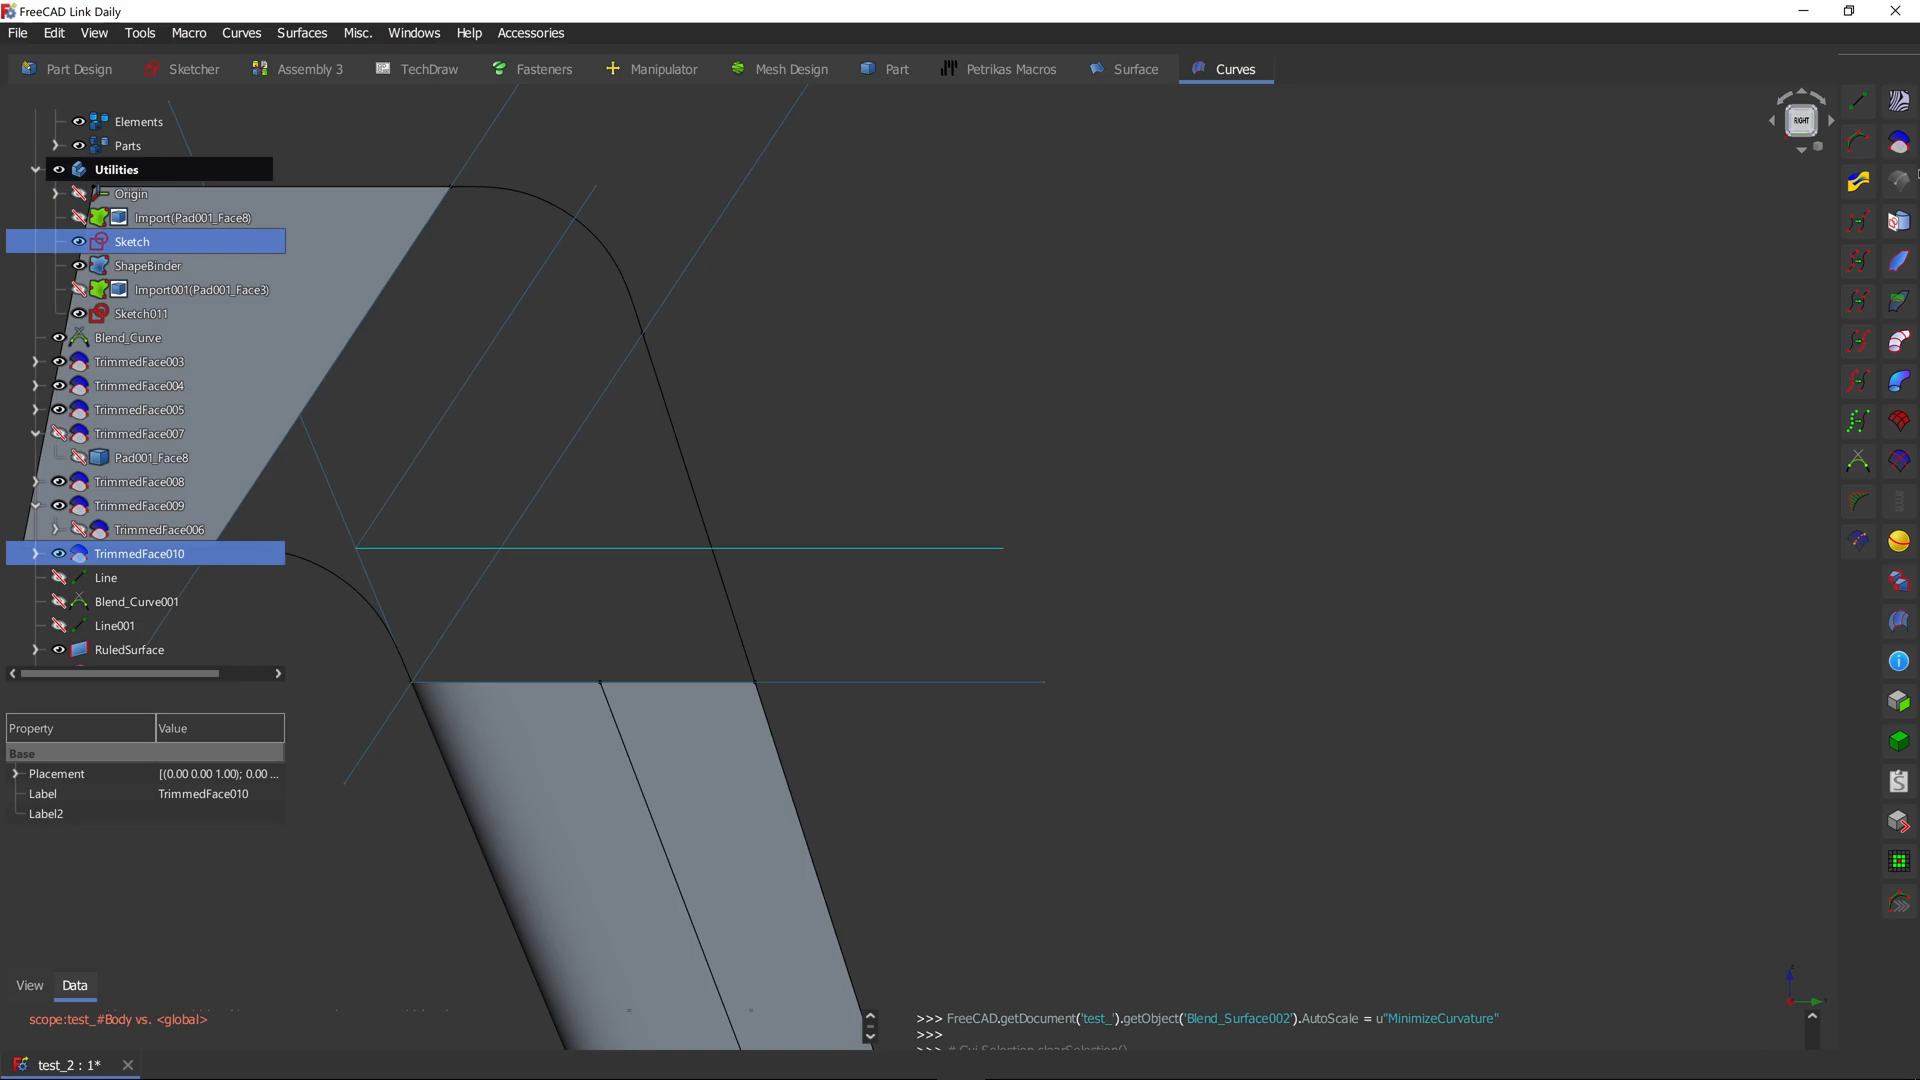 FreeCAD Link Daily
File Edit View Tools Macro Curves Surfaces Misc. Windows Help Accessories
Part Design Sketcher Assembly 3 TechDraw Fasteners Manipulator Mesh Design Part Petrikas Macros Surface Curves
RIGHT
Elements
Parts
Utilities
Origin
Import(Pad001_Face8)
Sketch
ShapeBinder
Import001(Pad001_Face3)
Sketch011
Blend_Curve
TrimmedFace003
TrimmedFace004
TrimmedFace005
TrimmedFace007
Pad001_Face8
TrimmedFace008
TrimmedFace009
TrimmedFace006
TrimmedFace010
Line
Blend_Curve001
Line001
RuledSurface
Property Value
Base
Placement [(0.00 0.00 1.00); 0.00 ...
Label TrimmedFace010
Label2
View Data
scope:test_#Body vs. <global>
>>> FreeCAD.getDocument('test_').getObject('Blend_Surface002').AutoScale = u"MinimizeCurvature"
>>>
>>> # Gui.Selection.clearSelection()
test_2 : 1*